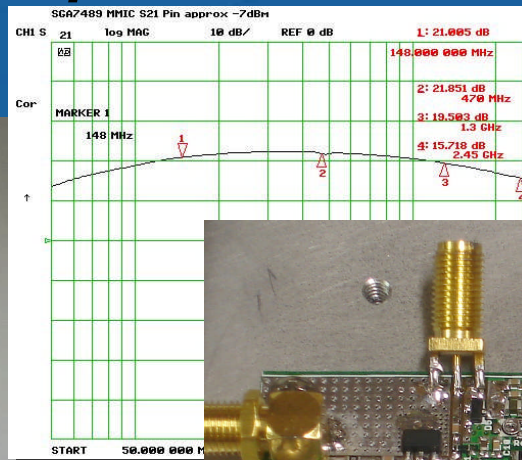 SGA7489 MMIC S21 Pin approx -7dBm
CH1 S 21 log MAG 10 dB/ REF 0 dB 1: 21.005 dB
148.000 000 MHz
2: 21.851 dB
470 MHz
Cor
MARKER 1
3: 19.503 dB
1.3 GHz
148 MHz
4: 15.718 dB
2.45 GHz
1
2
3
START 50.000 000